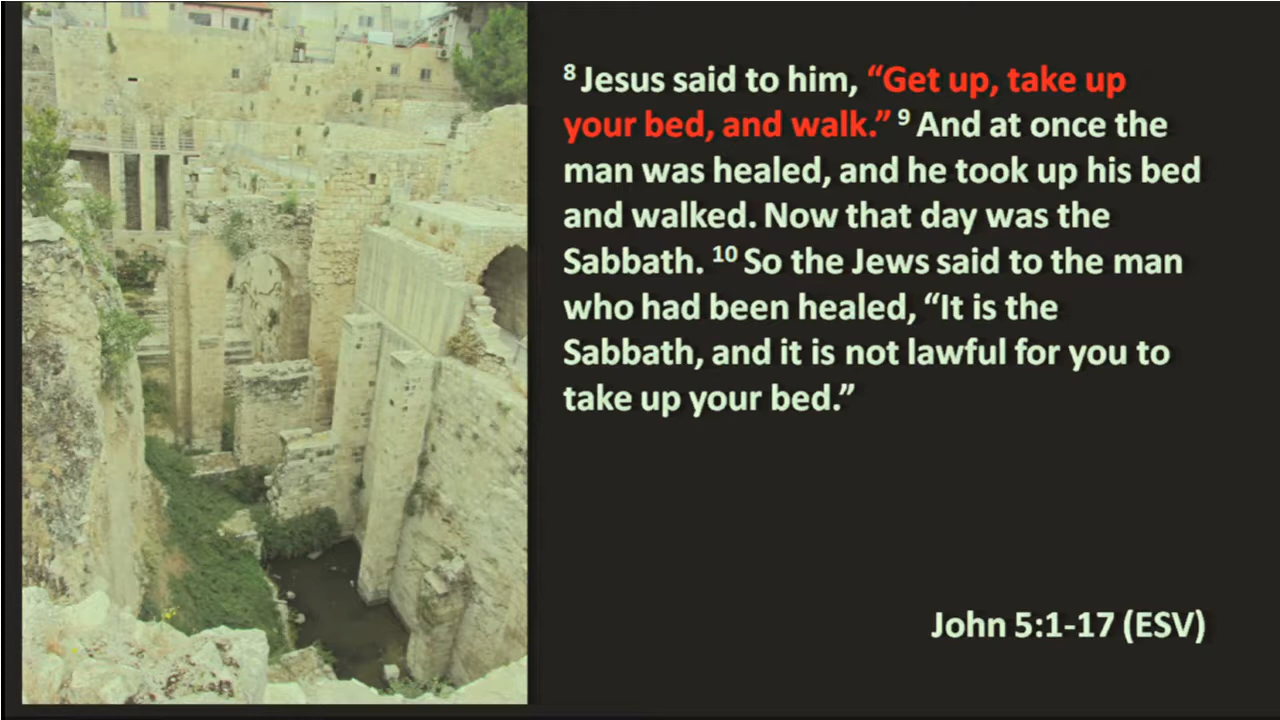 ⁸ Jesus said to him, “Get up, take up
your bed, and walk.” ⁹ And at once the
man was healed, and he took up his bed
and walked. Now that day was the
Sabbath. ¹⁰ So the Jews said to the man
who had been healed, “It is the
Sabbath, and it is not lawful for you to
take up your bed.”
John 5:1-17 (ESV)